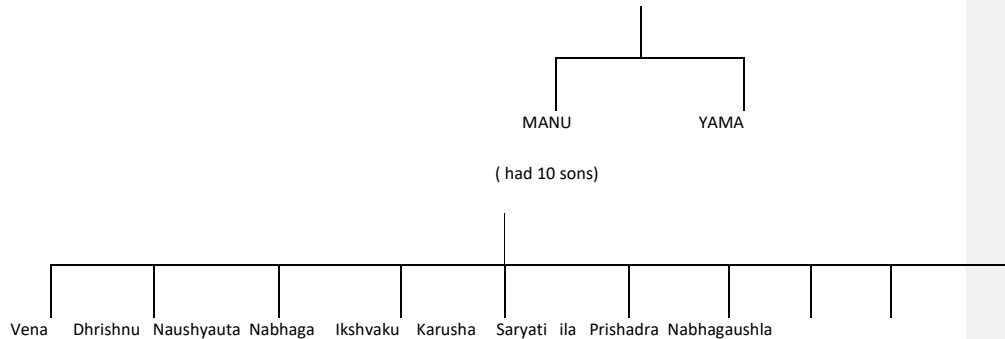 MANU YAMA
( had 10 sons)
Vena Dhrishnu Naushyauta Nabhaga Ikshvaku Karusha Saryati ila Prishadra Nabhagaushla